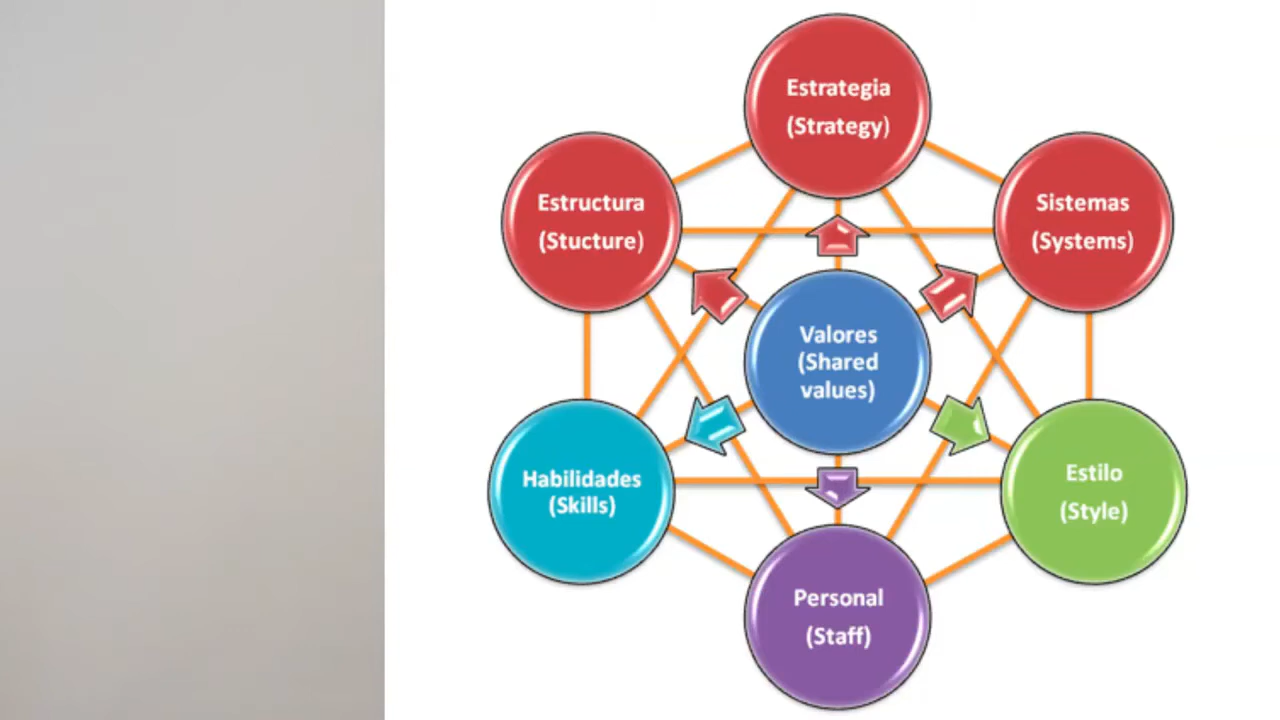 Estrategia
(Strategy)
Estructura
(Stucture)
Sistemas
(Systems)
Valores
(Shared
values)
Habilidades
(Skills)
Estilo
(Style)
Personal
(Staff)